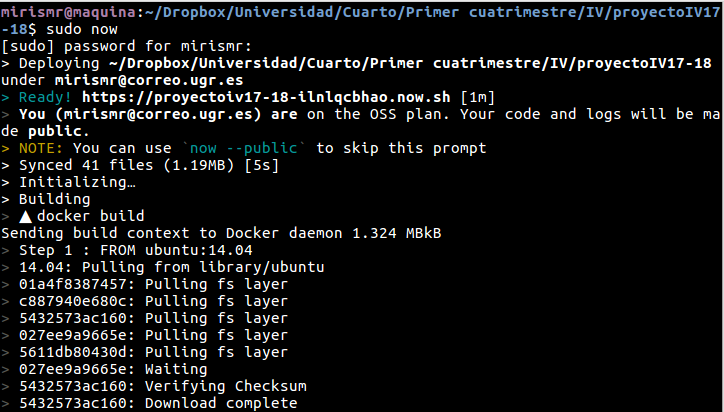 mirismr@maquina:~/Dropbox/Universidad/Cuarto/Primer cuatrimestre/IV/proyectoIV17
-18$ sudo now
[sudo] password for mirismr:
> Deploying ~/Dropbox/Universidad/Cuarto/Primer cuatrimestre/IV/proyectoIV17-18
under mirismr@correo.ugr.es
> Ready! https://proyectoiv17-18-ilnlqcbhao.now.sh [1m]
> You (mirismr@correo.ugr.es) are on the OSS plan. Your code and logs will be ma
de public.
> NOTE: You can use `now --public` to skip this prompt
> Synced 41 files (1.19MB) [5s]
> Initializing…
> Building
> ▲ docker build
Sending build context to Docker daemon 1.324 MBkB
> Step 1 : FROM ubuntu:14.04
> 14.04: Pulling from library/ubuntu
> 01a4f8387457: Pulling fs layer
> c887940e680c: Pulling fs layer
> 5432573ac160: Pulling fs layer
> 027ee9a9665e: Pulling fs layer
> 5611db80430d: Pulling fs layer
> 027ee9a9665e: Waiting
> 5432573ac160: Verifying Checksum
> 5432573ac160: Download complete